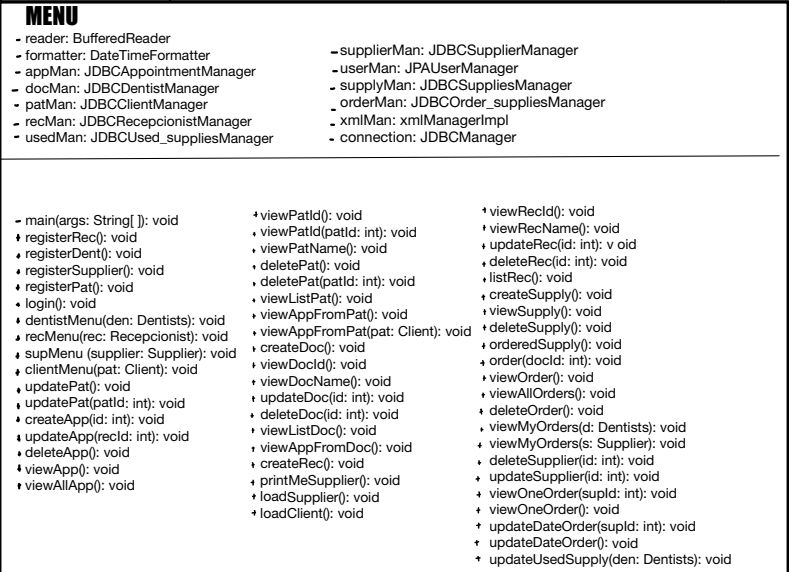 MENU
- reader: BufferedReader
- formatter: DateTimeFormatter
- appMan: JDBCAppointmentManager
- docMan: JDBCDentistManager
- patMan: JDBCClientManager
- recMan: JDBCRecepcionistManager
- usedMan: JDBCUsed_suppliesManager
- supplierMan: JDBCSupplierManager
- userMan: JPAUserManager
- supplyMan: JDBCSuppliesManager
- orderMan: JDBCOrder_suppliesManager
- xmlMan: xmlManagerImpl
- connection: JDBCManager
- main(args: String[ ]): void
+ registerRec(): void
+ registerDent(): void
+ registerSupplier(): void
+ registerPat(): void
+ login(): void
+ dentistMenu(den: Dentists): void
+ recMenu(rec: Recepcionist): void
+ supMenu (supplier: Supplier): void
+ clientMenu(pat: Client): void
+ updatePat(): void
+ updatePat(patId: int): void
+ createApp(id: int): void
+ updateApp(recId: int): void
+ deleteApp(): void
+ viewApp(): void
+ viewAllApp(): void
+ viewPatId(): void
+ viewPatId(patId: int): void
+ viewPatName(): void
+ deletePat(): void
+ deletePat(patId: int): void
+ viewListPat(): void
+ viewAppFromPat(): void
+ viewAppFromPat(pat: Client): void
+ createDoc(): void
+ viewDocId(): void
+ viewDocName(): void
+ updateDoc(id: int): void
+ deleteDoc(id: int): void
+ viewListDoc(): void
+ viewAppFromDoc(): void
+ createRec(): void
+ printMeSupplier(): void
+ loadSupplier(): void
+ loadClient(): void
+ viewRecId(): void
+ viewRecName(): void
+ updateRec(id: int): v oid
+ deleteRec(id: int): void
+ listRec(): void
+ createSupply(): void
+ viewSupply(): void
+ deleteSupply(): void
+ orderedSupply(): void
+ order(docId: int): void
+ viewOrder(): void
+ viewAllOrders(): void
+ deleteOrder(): void
+ viewMyOrders(d: Dentists): void
+ viewMyOrders(s: Supplier): void
+ deleteSupplier(id: int): void
+ updateSupplier(id: int): void
+ viewOneOrder(supId: int): void
+ viewOneOrder(): void
+ updateDateOrder(supId: int): void
+ updateDateOrder(): void
+ updateUsedSupply(den: Dentists): void